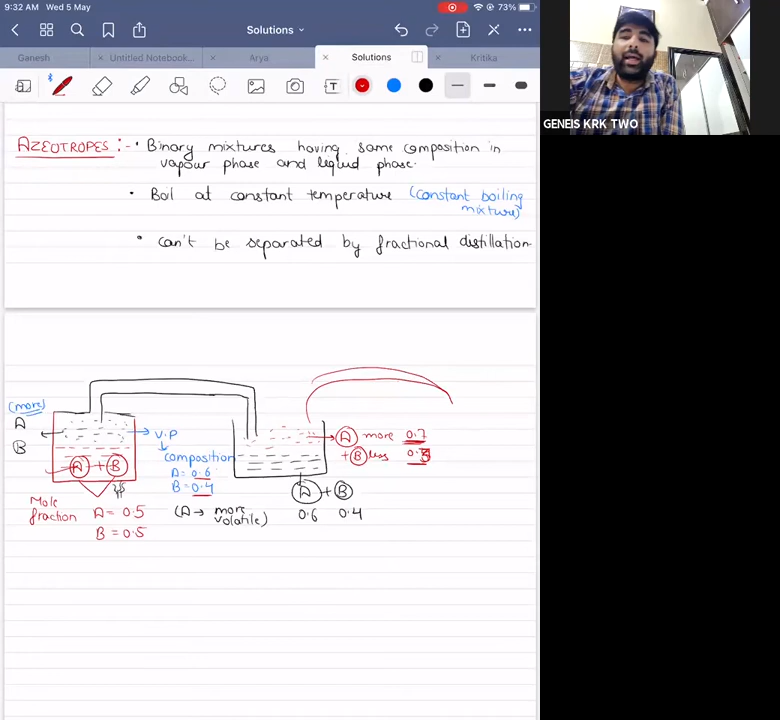 9:32 AM Wed 5 May
73%
Solutions
Ganesh
Untitled Notebook...
Arya
Solutions
Kritika
T
GENEIS KRK TWO
AZEOTROPES :- • Binary mixtures having same composition in
vapour phase and liquid phase.
• Boil at constant temperature (constant boiling
mixture)
• can't be separated by fractional distillation
(more)
A
B
V.P
composition
A = 0.6
B = 0.4
A + B
Mole
fraction A = 0.5
B = 0.5
(A → more
volatile)
A more 0.7
+ B less 0.3
A + B
0.6 0.4